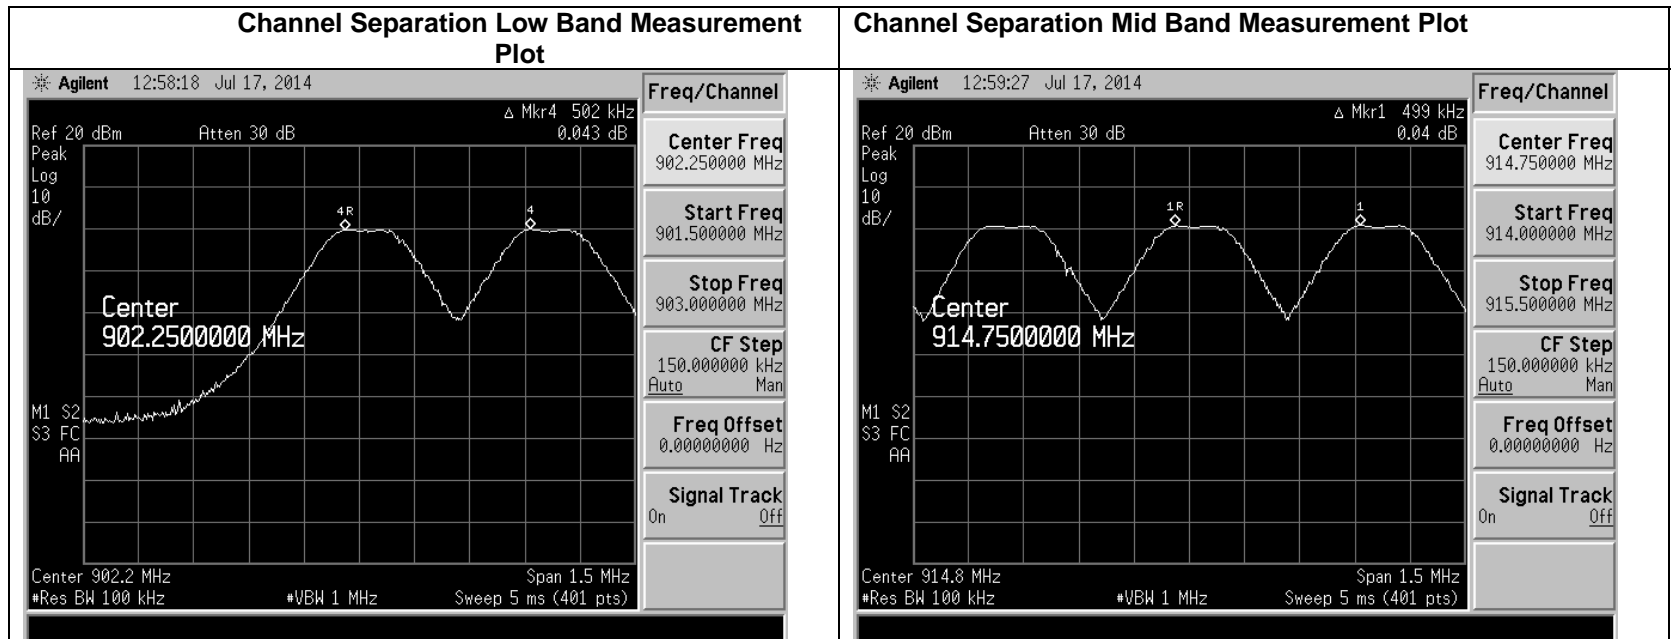 Channel Separation Low Band Measurement
Plot
Agilent 12:58:18 Jul 17, 2014
Δ Mkr4 502 kHz
Ref 20 dBm Atten 30 dB 0.043 dB
Peak
Log
10
dB/
4R
4
Center
902.2500000 MHz
M1 S2
S3 FC
AA
Center 902.2 MHz Span 1.5 MHz
#Res BW 100 kHz #VBW 1 MHz Sweep 5 ms (401 pts)
Freq/Channel
Center Freq
902.250000 MHz
Start Freq
901.500000 MHz
Stop Freq
903.000000 MHz
CF Step
150.000000 kHz
Auto Man
Freq Offset
0.00000000 Hz
Signal Track
On Off
Channel Separation Mid Band Measurement Plot
Agilent 12:59:27 Jul 17, 2014
Δ Mkr1 499 kHz
Ref 20 dBm Atten 30 dB 0.04 dB
Peak
Log
10
dB/
1R
1
Center
914.7500000 MHz
M1 S2
S3 FC
AA
Center 914.8 MHz Span 1.5 MHz
#Res BW 100 kHz #VBW 1 MHz Sweep 5 ms (401 pts)
Freq/Channel
Center Freq
914.750000 MHz
Start Freq
914.000000 MHz
Stop Freq
915.500000 MHz
CF Step
150.000000 kHz
Auto Man
Freq Offset
0.00000000 Hz
Signal Track
On Off